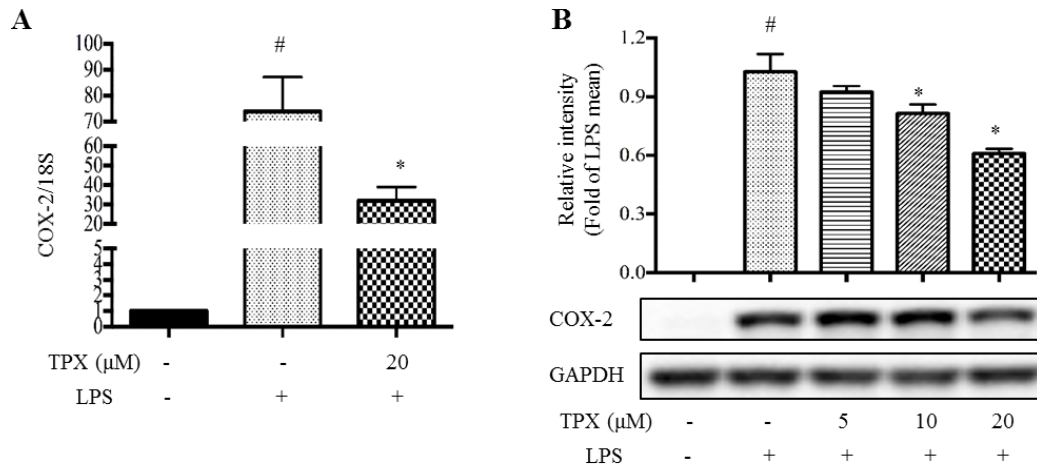 A
COX-2/18S
100
90
80
70
60
50
40
30
20
5
4
3
2
1
0
#
*
TPX (μM) - - 20
LPS - + +
B
Relative intensity
(Fold of LPS mean)
1.2
0.9
0.6
0.3
0.0
#
*
*
COX-2
GAPDH
TPX (μM) - - 5 10 20
LPS - + + + +